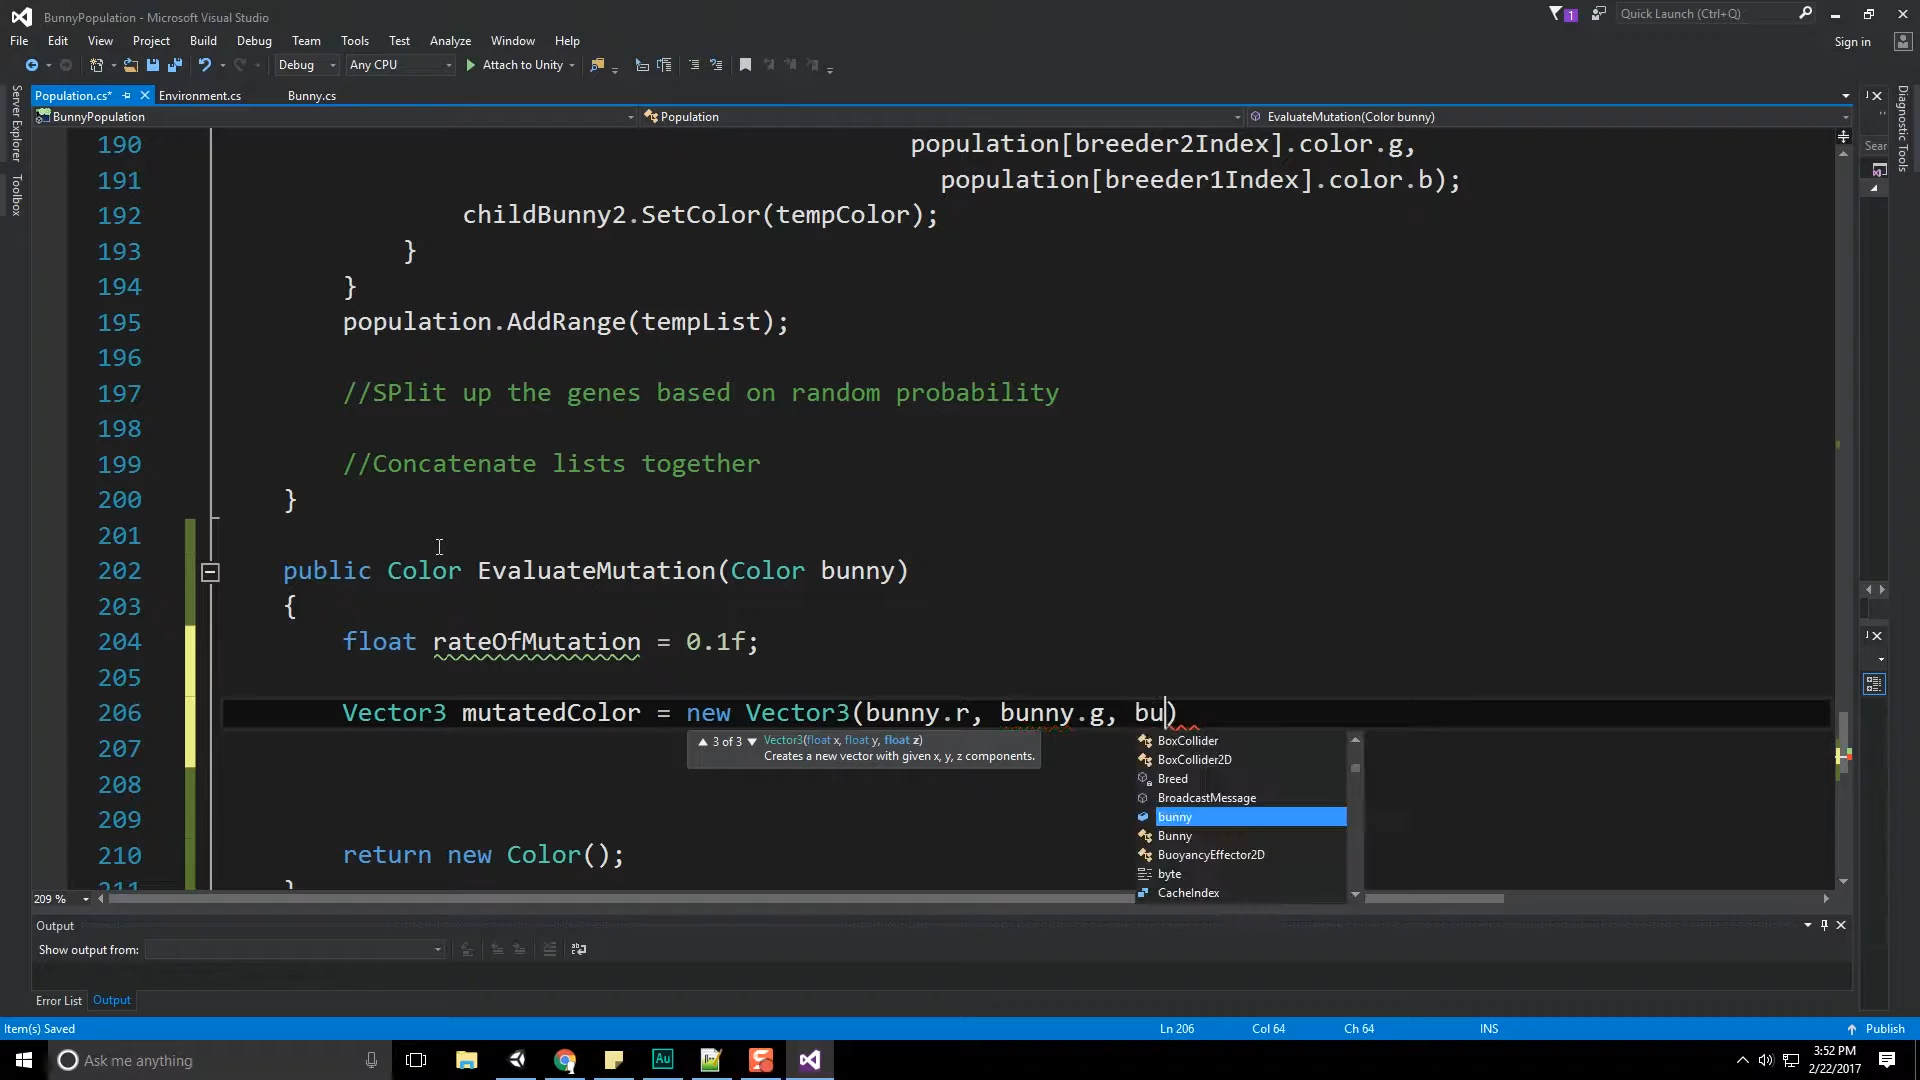 BunnyPopulation - Microsoft Visual Studio
1
Quick Launch (Ctrl+Q)
File Edit View Project Build Debug Team Tools Test Analyze Window Help
Sign in
Debug Any CPU Attach to Unity
Population.cs* Environment.cs Bunny.cs
BunnyPopulation Population EvaluateMutation(Color bunny)
Server Explorer
Toolbox
Diagnostic Tools
Sear
190 population[breeder2Index].color.g,
191 population[breeder1Index].color.b);
192 childBunny2.SetColor(tempColor);
193 }
194 }
195 population.AddRange(tempList);
196
197 //SPlit up the genes based on random probability
198
199 //Concatenate lists together
200 }
201
202 public Color EvaluateMutation(Color bunny)
203 {
204 float rateOfMutation = 0.1f;
205
206 Vector3 mutatedColor = new Vector3(bunny.r, bunny.g, bu)
207
3 of 3 Vector3(float x, float y, float z)
Creates a new vector with given x, y, z components.
BoxCollider
BoxCollider2D
Breed
BroadcastMessage
bunny
Bunny
BuoyancyEffector2D
byte
CacheIndex
208
209
210 return new Color();
211 }
209 %
Output
Show output from:
Error List Output
Item(s) Saved Ln 206 Col 64 Ch 64 INS Publish
Ask me anything
Au
3:52 PM
2/22/2017